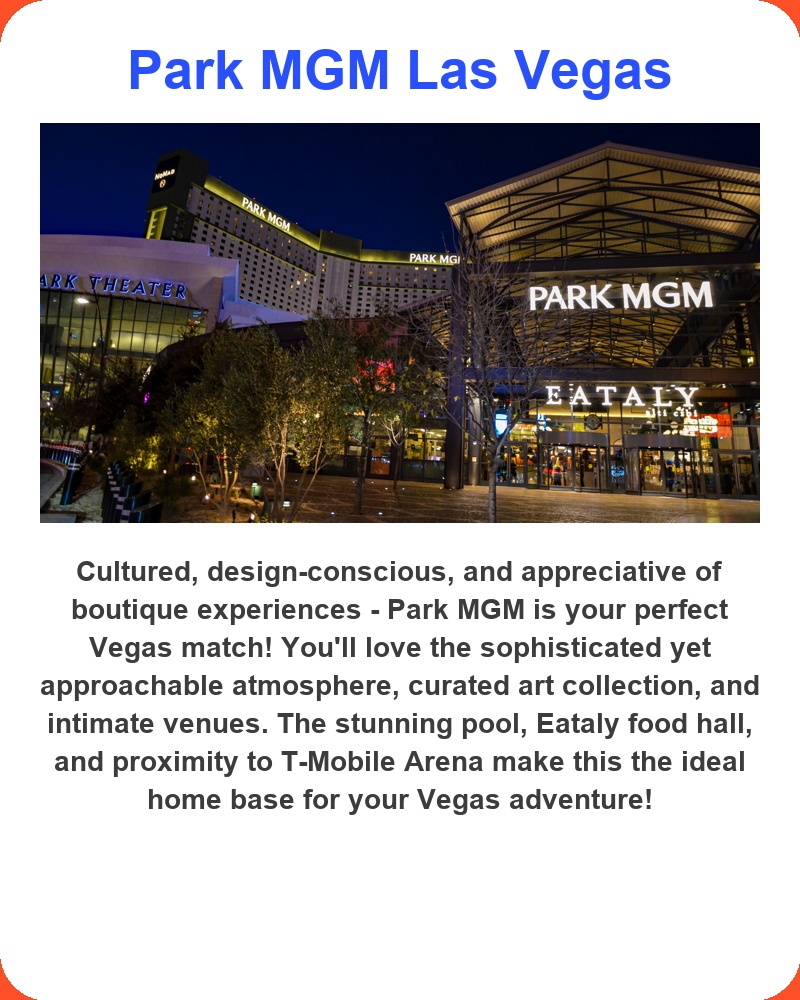 Park MGM Las Vegas
NOMAD
PARK MGM
PARK MGM
ARK THEATER
PARK MGM
EATALY
Cultured, design-conscious, and appreciative of
boutique experiences - Park MGM is your perfect
Vegas match! You'll love the sophisticated yet
approachable atmosphere, curated art collection, and
intimate venues. The stunning pool, Eataly food hall,
and proximity to T-Mobile Arena make this the ideal
home base for your Vegas adventure!